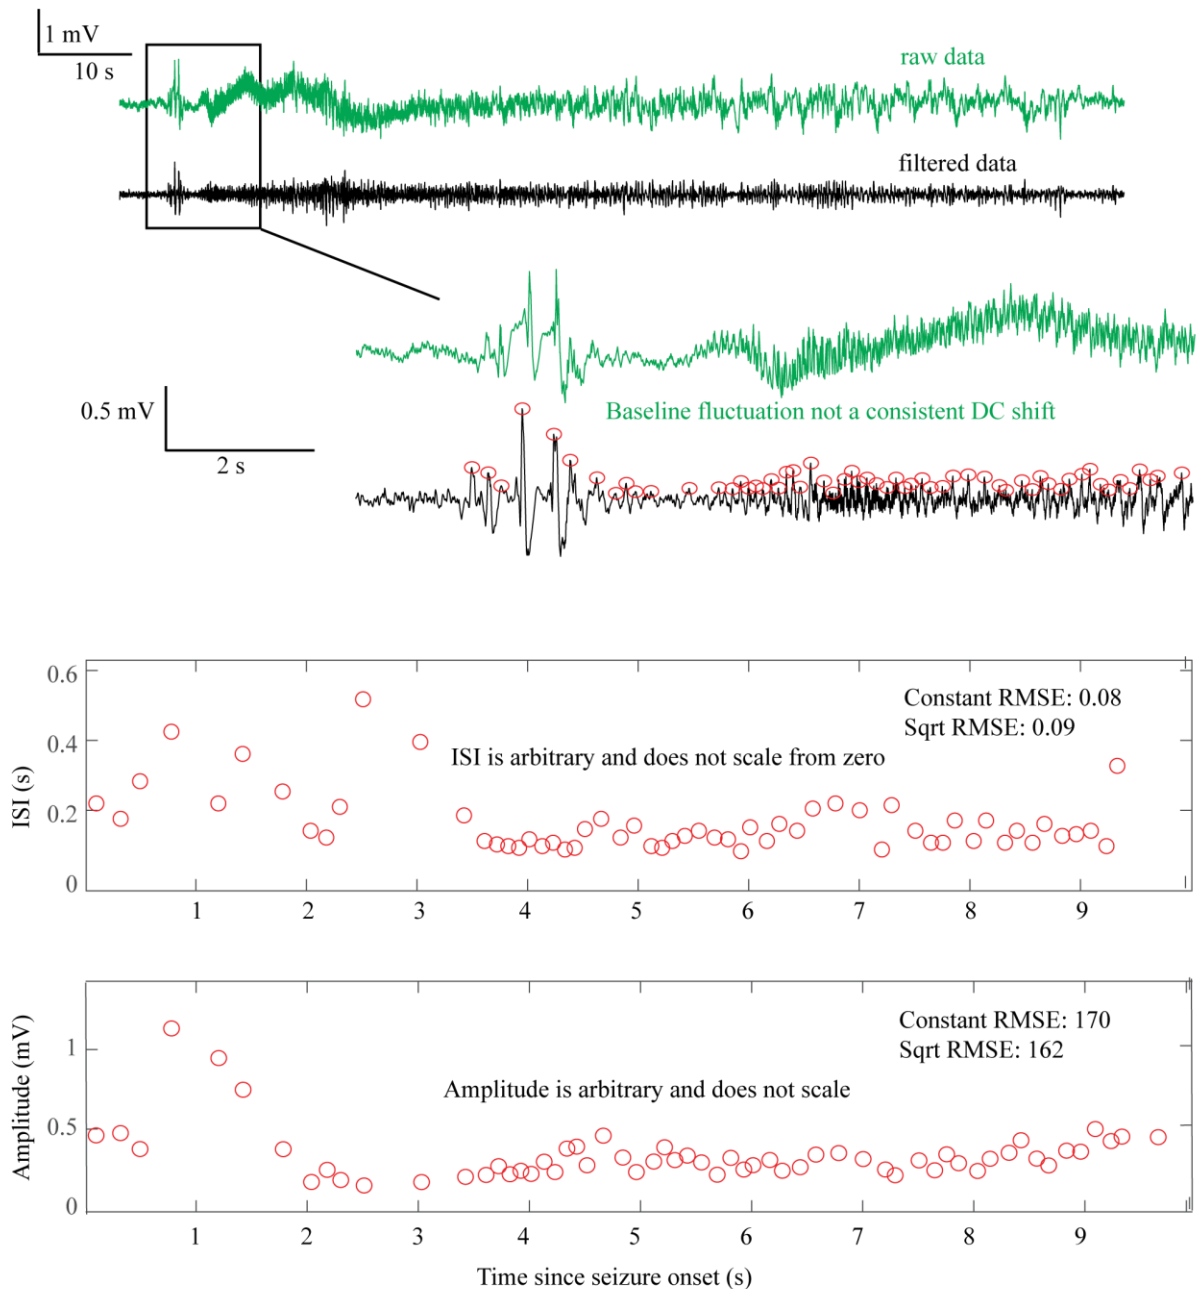 1 mV
10 s
raw data
filtered data
0.5 mV
2 s
Baseline fluctuation not a consistent DC shift
0.6
0.4
0.2
0
ISI (s)
Constant RMSE: 0.08
Sqrt RMSE: 0.09
ISI is arbitrary and does not scale from zero
1 2 3 4 5 6 7 8 9
1
0.5
0
Amplitude (mV)
Constant RMSE: 170
Sqrt RMSE: 162
Amplitude is arbitrary and does not scale
1 2 3 4 5 6 7 8 9
Time since seizure onset (s)